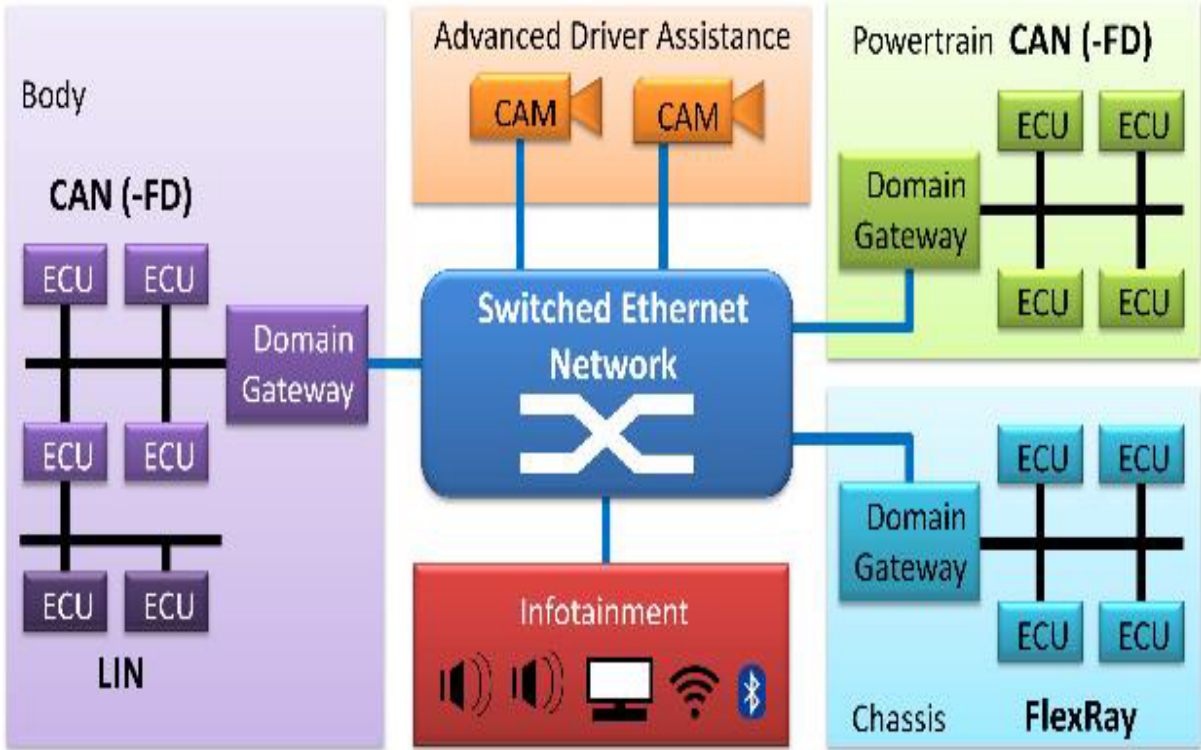 Body
CAN (-FD)
ECU ECU
Domain
Gateway
ECU ECU
ECU ECU
LIN
Advanced Driver Assistance
CAM CAM
Switched Ethernet
Network
Infotainment
Powertrain CAN (-FD)
ECU ECU
Domain
Gateway
ECU ECU
ECU ECU
Domain
Gateway
ECU ECU
Chassis FlexRay